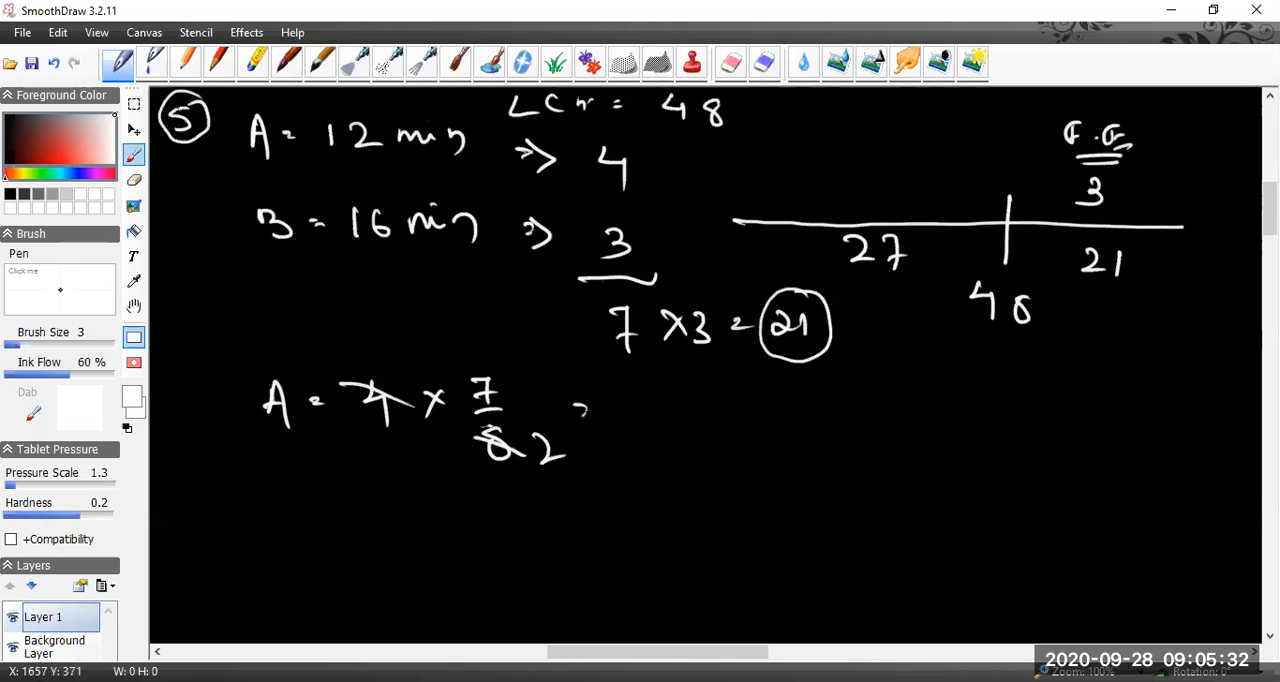 SmoothDraw 3.2.11
File Edit View Canvas Stencil Effects Help
Foreground Color
Brush
Pen
Click me
Brush Size 3
Ink Flow 60 %
Dab
Tablet Pressure
Pressure Scale 1.3
Hardness 0.2
+Compatibility
Layers
Layer 1
Background Layer
X: 1657 Y: 371 W: 0 H: 0
5
LCM = 48
A = 12 min ⇒ 4
B = 16 min ⇒ 3
7 × 3 = 21
3
27 21
48
A = 4 × 7
8 2 =
2020-09-28 09:05:32
Zoom: 100% Rotation: 0°